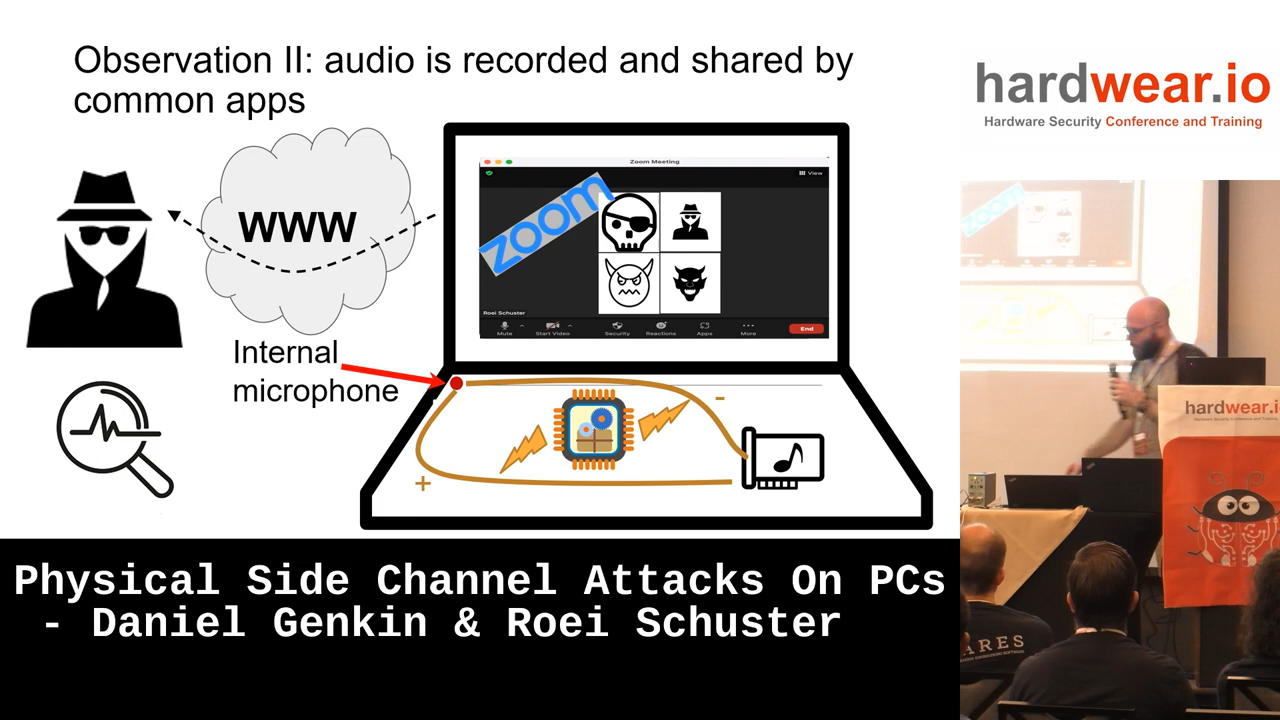 Observation II: audio is recorded and shared by
common apps
hardwear.io
Hardware Security Conference and Training
Zoom Meeting
View
zoom
www
Roei Schuster
Mute
Start Video
Security
Reactions
Apps
More
End
Internal
microphone
-
+
hardwear.i
ARES
Physical Side Channel Attacks On PCs
- Daniel Genkin & Roei Schuster